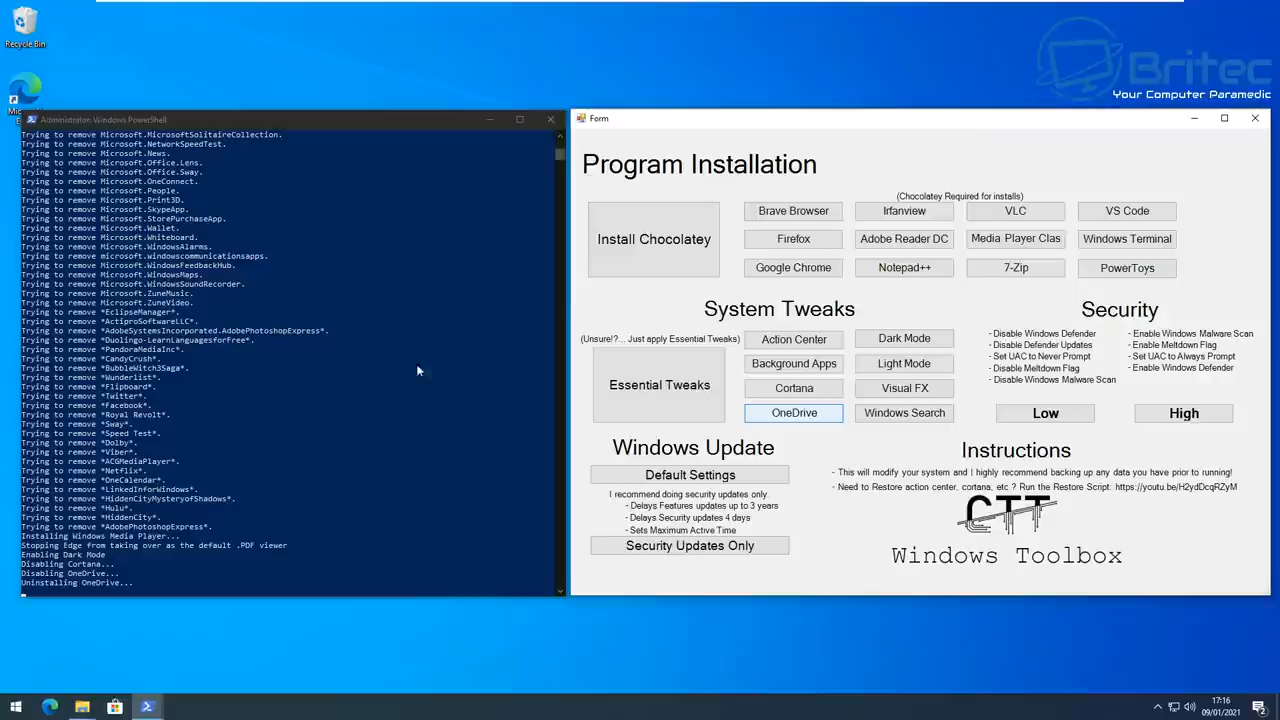 Recycle Bin
Britec
Your Computer Paramedic
Administrator: Windows PowerShell
Trying to remove Microsoft.MicrosoftSolitaireCollection.
Trying to remove Microsoft.NetworkSpeedTest.
Trying to remove Microsoft.News.
Trying to remove Microsoft.Office.Lens.
Trying to remove Microsoft.Office.Sway.
Trying to remove Microsoft.OneConnect.
Trying to remove Microsoft.People.
Trying to remove Microsoft.Print3D.
Trying to remove Microsoft.SkypeApp.
Trying to remove Microsoft.StorePurchaseApp.
Trying to remove Microsoft.Wallet.
Trying to remove Microsoft.Whiteboard.
Trying to remove Microsoft.WindowsAlarms.
Trying to remove microsoft.windowscommunicationsapps.
Trying to remove Microsoft.WindowsFeedbackHub.
Trying to remove Microsoft.WindowsMaps.
Trying to remove Microsoft.WindowsSoundRecorder.
Trying to remove Microsoft.ZuneMusic.
Trying to remove Microsoft.ZuneVideo.
Trying to remove *EclipseManager*.
Trying to remove *ActiproSoftwareLLC*.
Trying to remove *AdobeSystemsIncorporated.AdobePhotoshopExpress*.
Trying to remove *Duolingo-LearnLanguagesforFree*.
Trying to remove *PandoraMediaInc*.
Trying to remove *CandyCrush*.
Trying to remove *BubbleWitch3Saga*.
Trying to remove *Wunderlist*.
Trying to remove *Flipboard*.
Trying to remove *Twitter*.
Trying to remove *Facebook*.
Trying to remove *Royal Revolt*.
Trying to remove *Sway*.
Trying to remove *Speed Test*.
Trying to remove *Dolby*.
Trying to remove *Viber*.
Trying to remove *ACGMediaPlayer*.
Trying to remove *Netflix*.
Trying to remove *OneCalendar*.
Trying to remove *LinkedInforWindows*.
Trying to remove *HiddenCityMysteryofShadows*.
Trying to remove *Hulu*.
Trying to remove *HiddenCity*.
Trying to remove *AdobePhotoshopExpress*.
Installing Windows Media Player...
Stopping Edge from taking over as the default .PDF viewer
Enabling Dark Mode
Disabling Cortana...
Disabling OneDrive...
Uninstalling OneDrive...
Form
Program Installation
(Chocolatey Required for installs)
Install Chocolatey
Brave Browser
Irfanview
VLC
VS Code
Firefox
Adobe Reader DC
Media Player Clas
Windows Terminal
Google Chrome
Notepad++
7-Zip
PowerToys
System Tweaks
(Unsure!?... Just apply Essential Tweaks)
Essential Tweaks
Action Center
Dark Mode
Background Apps
Light Mode
Cortana
Visual FX
OneDrive
Windows Search
Security
- Disable Windows Defender
- Disable Defender Updates
- Set UAC to Never Prompt
- Disable Meltdown Flag
- Disable Windows Malware Scan
- Enable Windows Malware Scan
- Enable Meltdown Flag
- Set UAC to Always Prompt
- Enable Windows Defender
Low
High
Windows Update
Default Settings
I recommend doing security updates only.
- Delays Features updates up to 3 years
- Delays Security updates 4 days
- Sets Maximum Active Time
Security Updates Only
Instructions
- This will modify your system and I highly recommend backing up any data you have prior to running!
- Need to Restore action center, cortana, etc.? Run the Restore Script: https://youtu.be/H2ydDcqRZyM
CTT
Windows Toolbox
17:16
09/01/2021
2